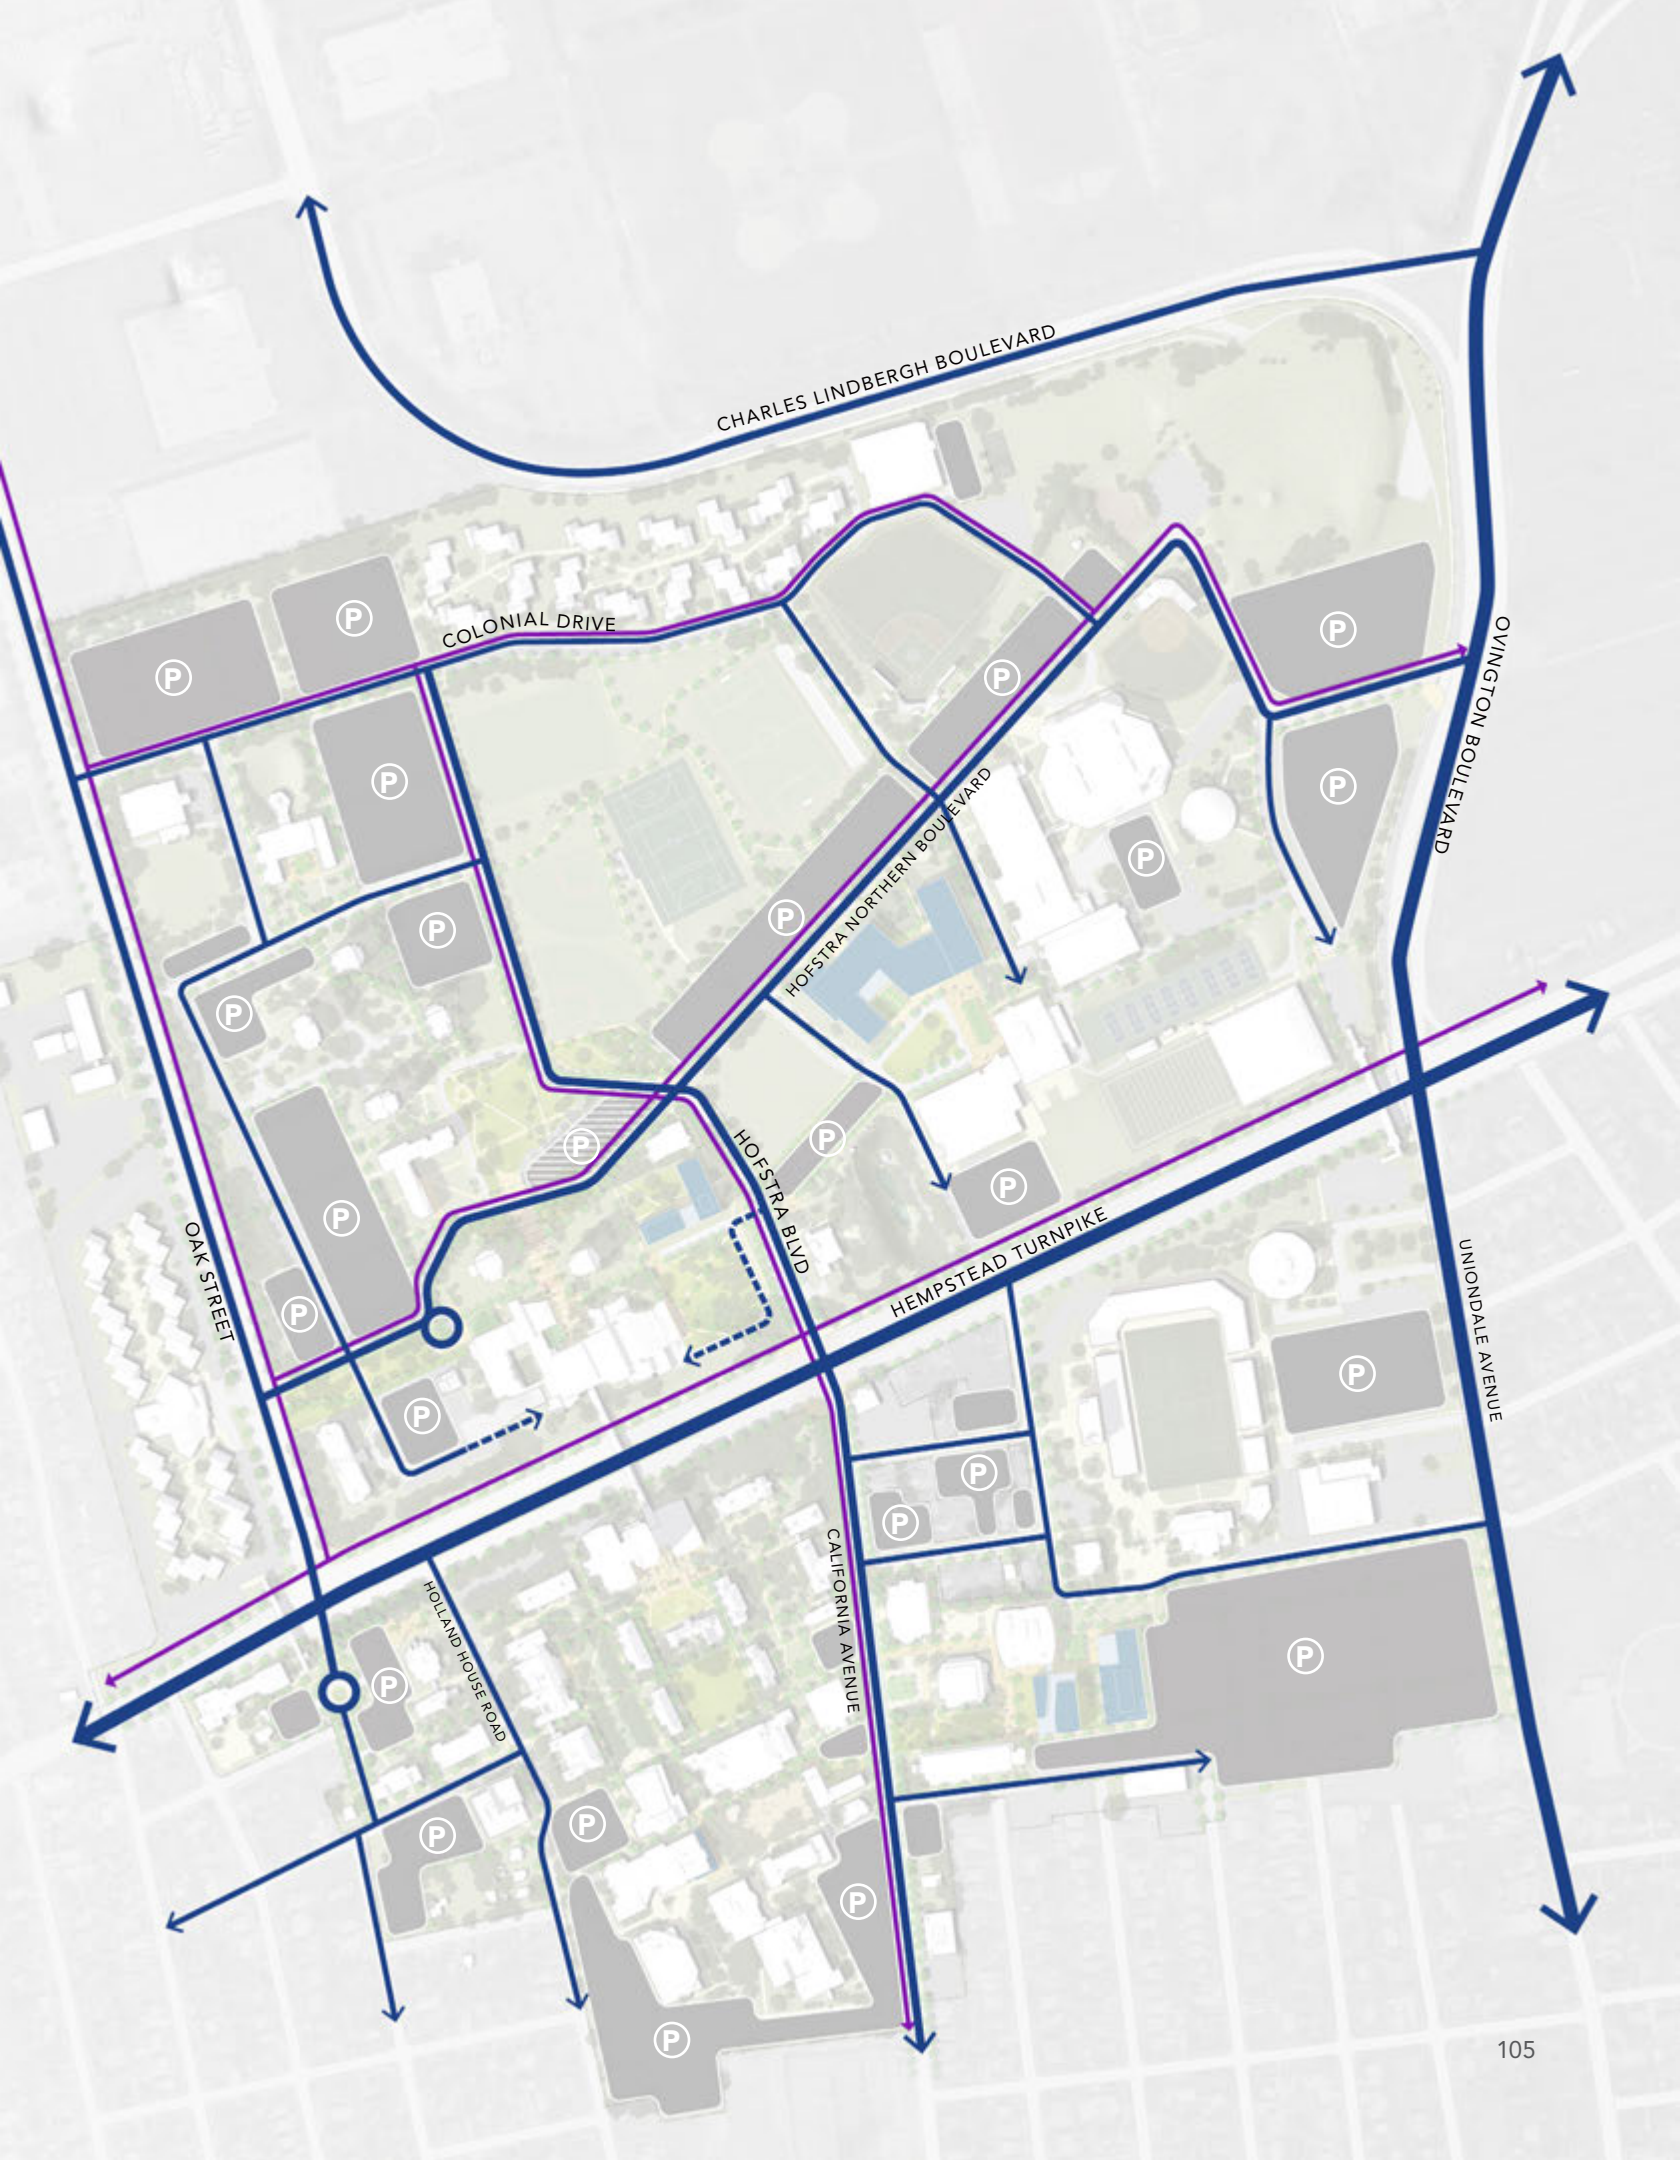 CHARLES LINDBERGH BOULEVARD
P
COLONIAL DRIVE
P
P
P
OVINGTON BOULEVARD
P
HOFSTRA NORTHERN BOULEVARD
P
P
P
P
P
P
P
HOFSTRA BLVD
P
P
P
OAK STREET
HEMPSTEAD TURNPIKE
UNIONDALE AVENUE
P
P
P
P
P
CALIFORNIA AVENUE
HOLLAND HOUSE ROAD
P
P
P
P
P
P
105